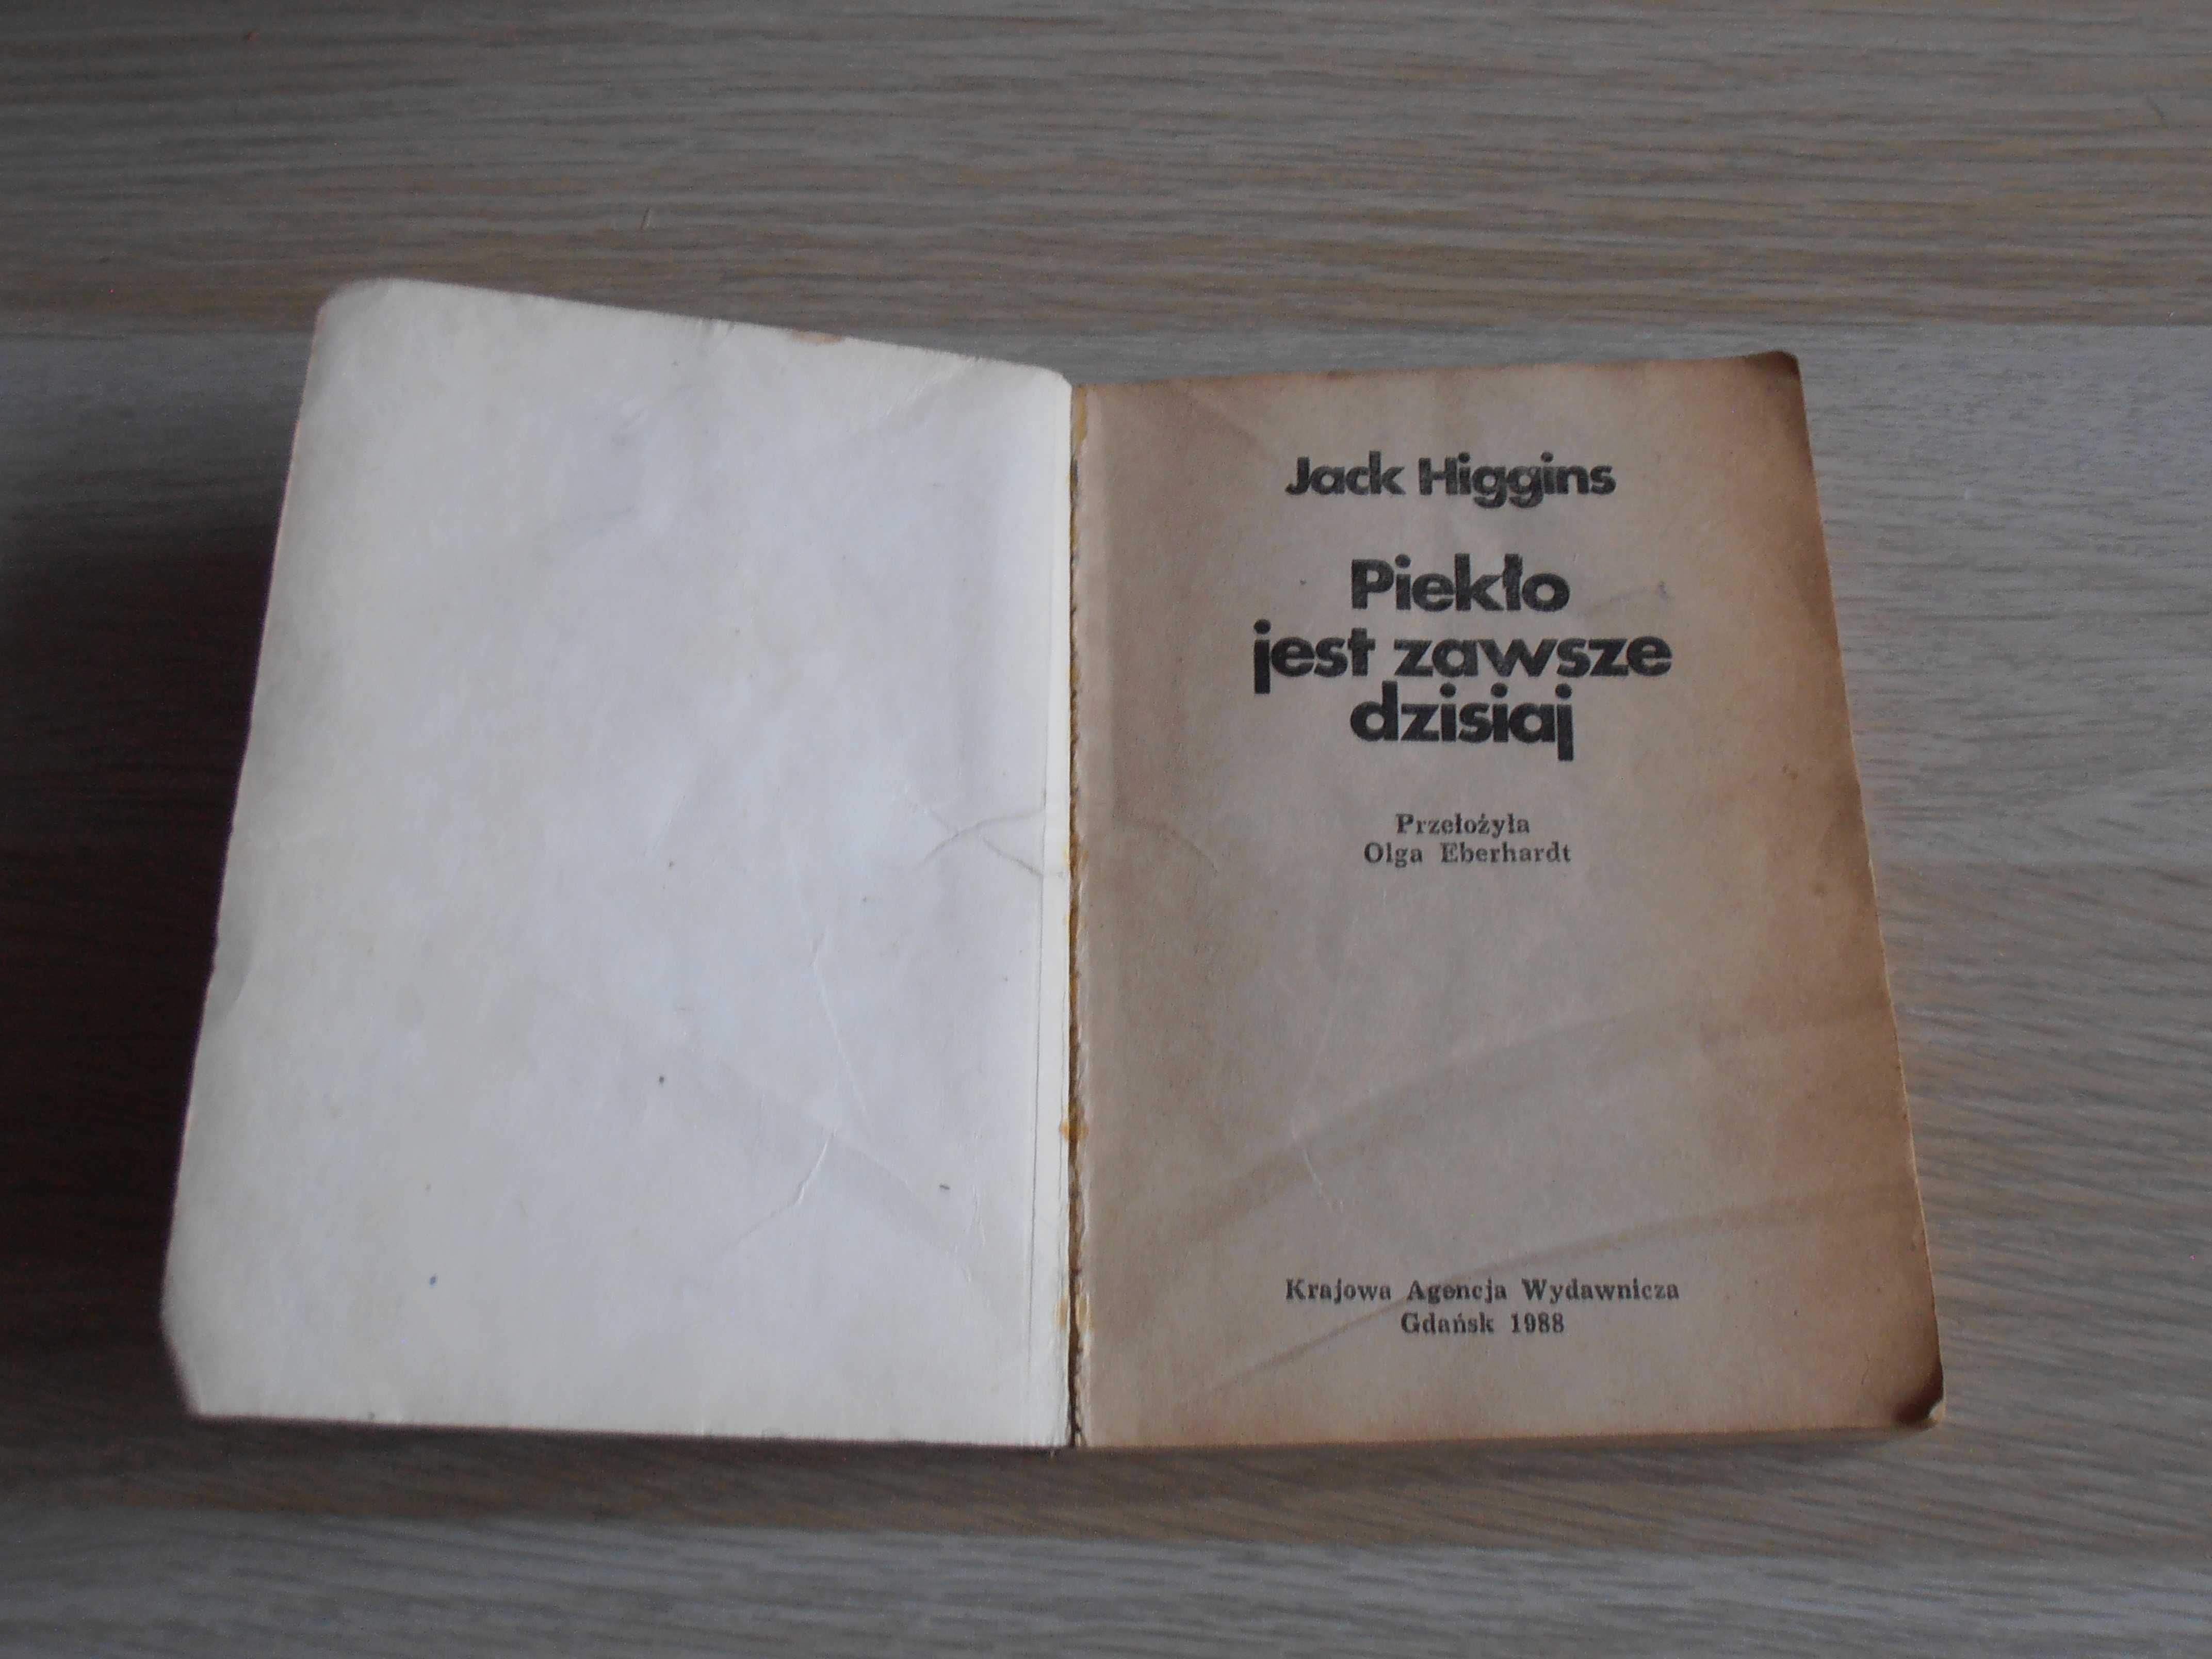 Jack Higgins
Piekło
jest zawsze
dzisiaj
Przełożyła
Olga Eberhardt
Krajowa Agencja Wydawnicza
Gdańsk 1988